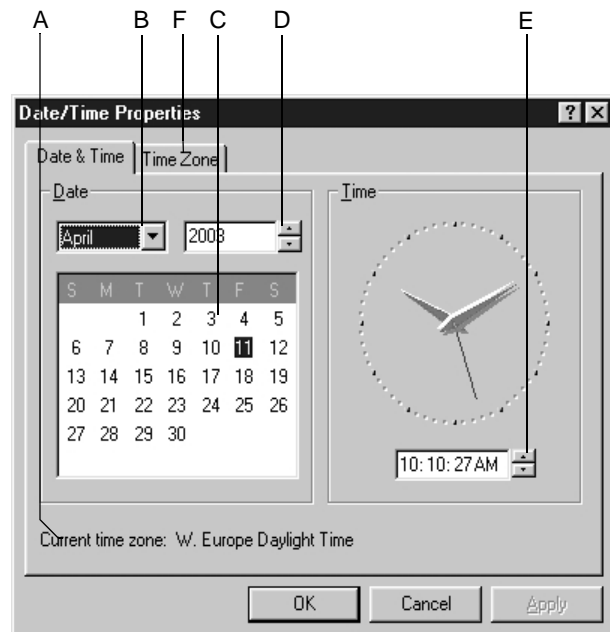 A B F C D E
Date/Time Properties
Date & Time Time Zone
Date
Time
April 2003
S M T W T F S
1 2 3 4 5
6 7 8 9 10 11 12
13 14 15 16 17 18 19
20 21 22 23 24 25 26
27 28 29 30
10:10:27AM
Current time zone: W. Europe Daylight Time
OK Cancel Apply